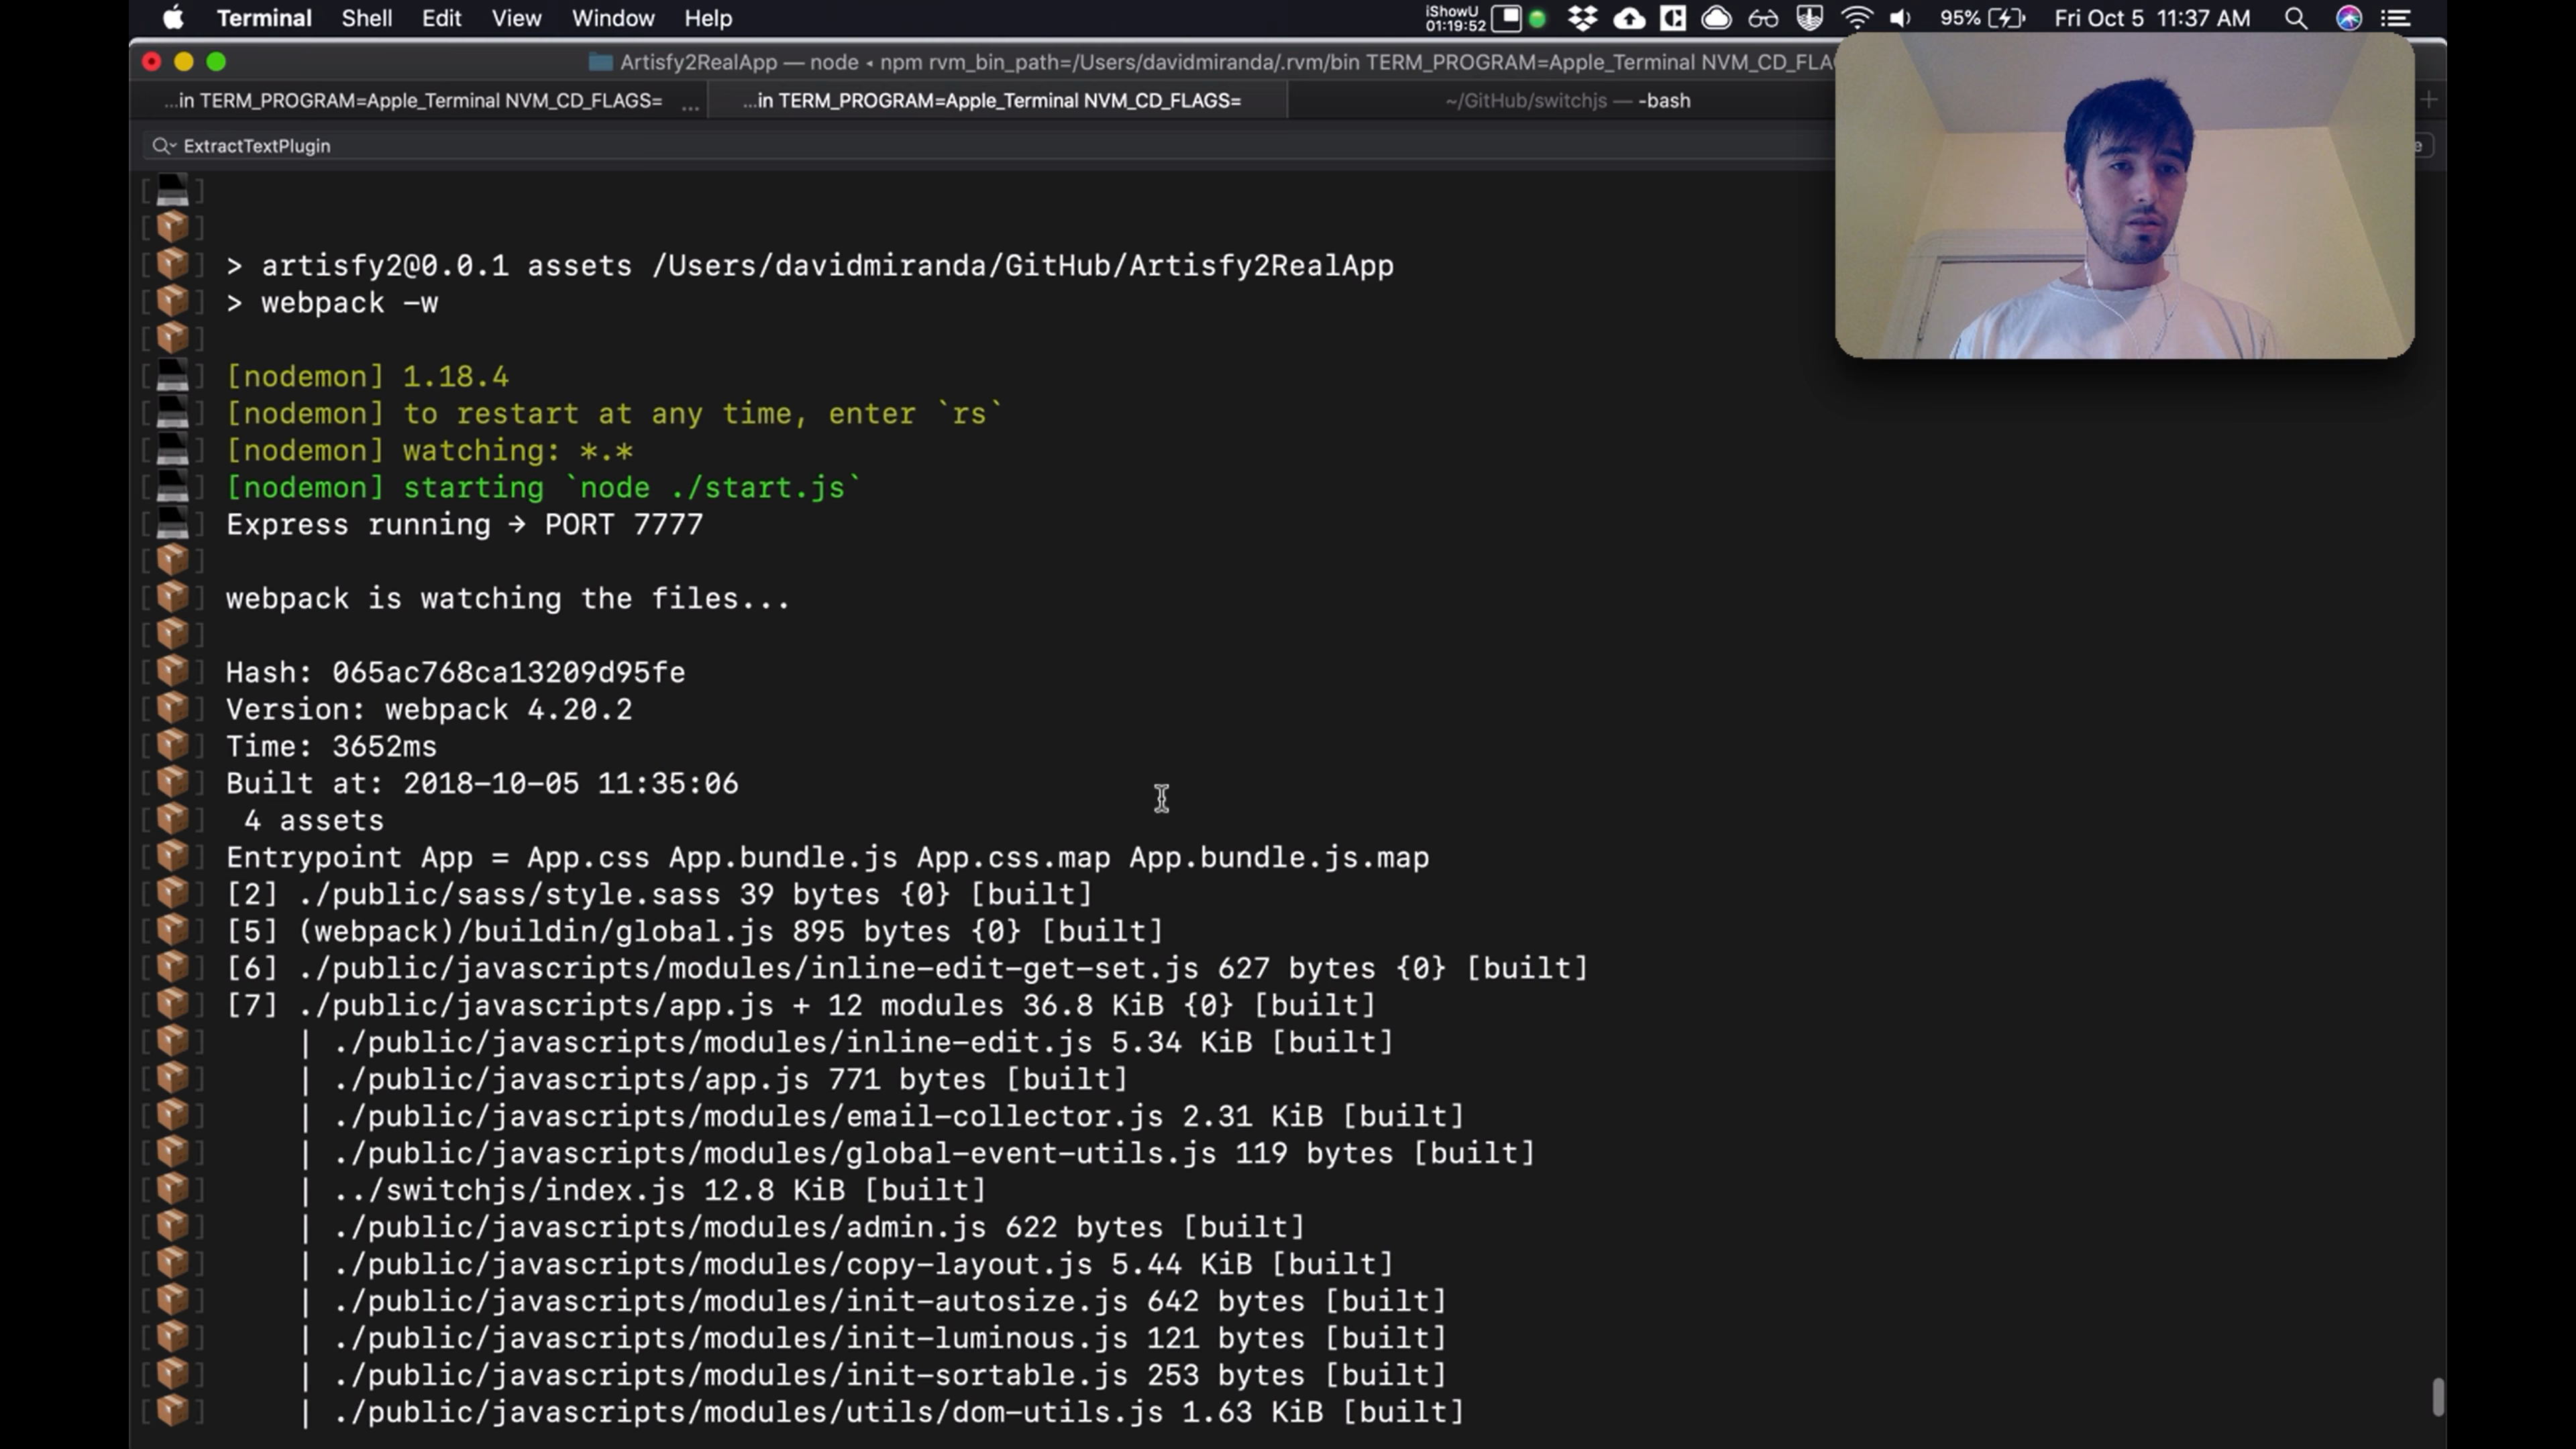 Terminal Shell Edit View Window Help iShowU 01:19:52 95% Fri Oct 5 11:37 AM
Artisfy2RealApp — node ◂ npm rvm_bin_path=/Users/davidmiranda/.rvm/bin TERM_PROGRAM=Apple_Terminal NVM_CD_FLA
...in TERM_PROGRAM=Apple_Terminal NVM_CD_FLAGS= ... ...in TERM_PROGRAM=Apple_Terminal NVM_CD_FLAGS= ~/GitHub/switchjs — -bash +
ExtractTextPlugin
> artisfy2@0.0.1 assets /Users/davidmiranda/GitHub/Artisfy2RealApp
> webpack -w
[nodemon] 1.18.4
[nodemon] to restart at any time, enter `rs`
[nodemon] watching: *.*
[nodemon] starting `node ./start.js`
Express running → PORT 7777
webpack is watching the files...
Hash: 065ac768ca13209d95fe
Version: webpack 4.20.2
Time: 3652ms
Built at: 2018-10-05 11:35:06
4 assets
Entrypoint App = App.css App.bundle.js App.css.map App.bundle.js.map
[2] ./public/sass/style.sass 39 bytes {0} [built]
[5] (webpack)/buildin/global.js 895 bytes {0} [built]
[6] ./public/javascripts/modules/inline-edit-get-set.js 627 bytes {0} [built]
[7] ./public/javascripts/app.js + 12 modules 36.8 KiB {0} [built]
| ./public/javascripts/modules/inline-edit.js 5.34 KiB [built]
| ./public/javascripts/app.js 771 bytes [built]
| ./public/javascripts/modules/email-collector.js 2.31 KiB [built]
| ./public/javascripts/modules/global-event-utils.js 119 bytes [built]
| ../switchjs/index.js 12.8 KiB [built]
| ./public/javascripts/modules/admin.js 622 bytes [built]
| ./public/javascripts/modules/copy-layout.js 5.44 KiB [built]
| ./public/javascripts/modules/init-autosize.js 642 bytes [built]
| ./public/javascripts/modules/init-luminous.js 121 bytes [built]
| ./public/javascripts/modules/init-sortable.js 253 bytes [built]
| ./public/javascripts/modules/utils/dom-utils.js 1.63 KiB [built]